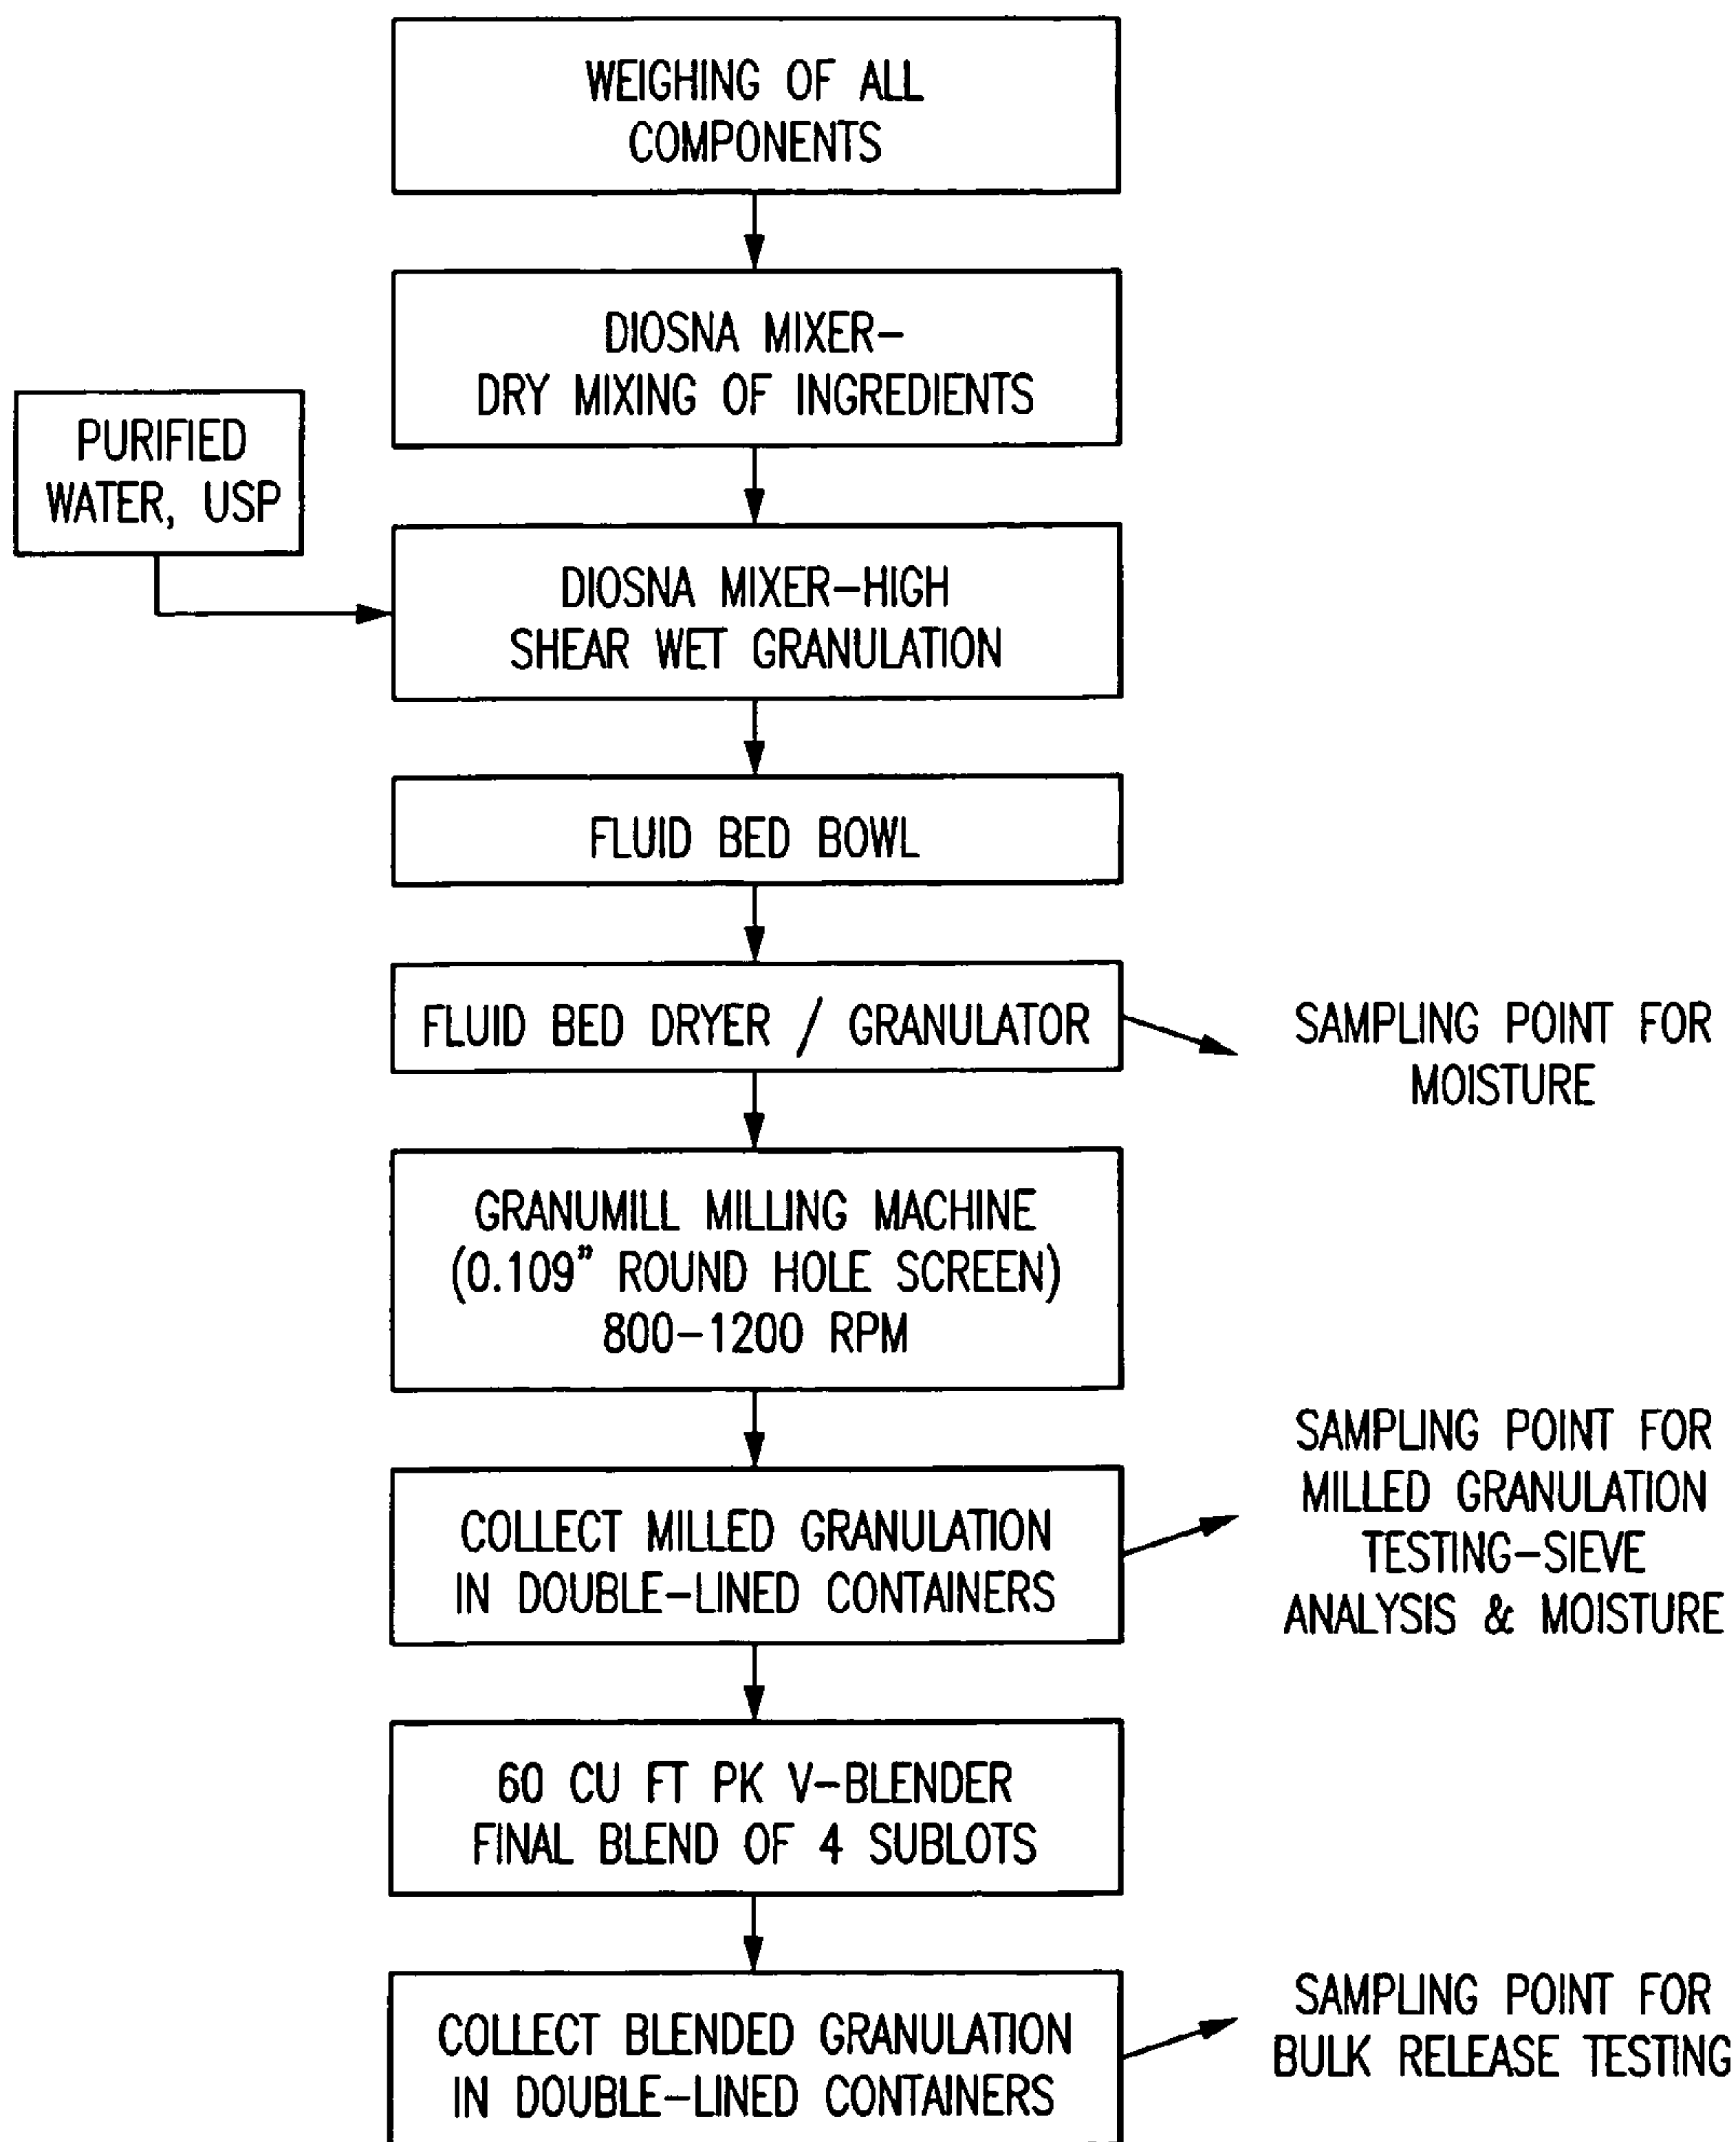 WEIGHING OF ALL
COMPONENTS
DIOSNA MIXER–
DRY MIXING OF INGREDIENTS
PURIFIED
WATER, USP
DIOSNA MIXER–HIGH
SHEAR WET GRANULATION
FLUID BED BOWL
FLUID BED DRYER / GRANULATOR
SAMPLING POINT FOR
MOISTURE
GRANUMILL MILLING MACHINE
(0.109" ROUND HOLE SCREEN)
800–1200 RPM
COLLECT MILLED GRANULATION
IN DOUBLE–LINED CONTAINERS
SAMPLING POINT FOR
MILLED GRANULATION
TESTING–SIEVE
ANALYSIS & MOISTURE
60 CU FT PK V–BLENDER
FINAL BLEND OF 4 SUBLOTS
COLLECT BLENDED GRANULATION
IN DOUBLE–LINED CONTAINERS
SAMPLING POINT FOR
BULK RELEASE TESTING